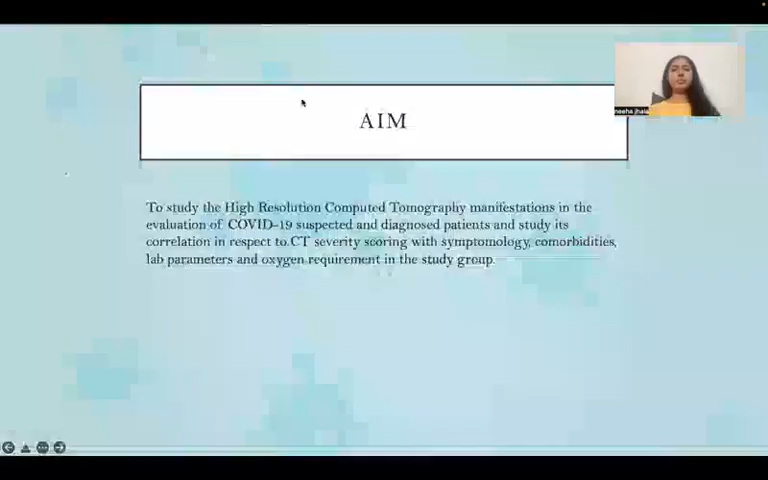 AIM
To study the High Resolution Computed Tomography manifestations in the
evaluation of COVID-19 suspected and diagnosed patients and study its
correlation in respect to CT severity scoring with symptomology, comorbidities,
lab parameters and oxygen requirement in the study group.
neeha jhala